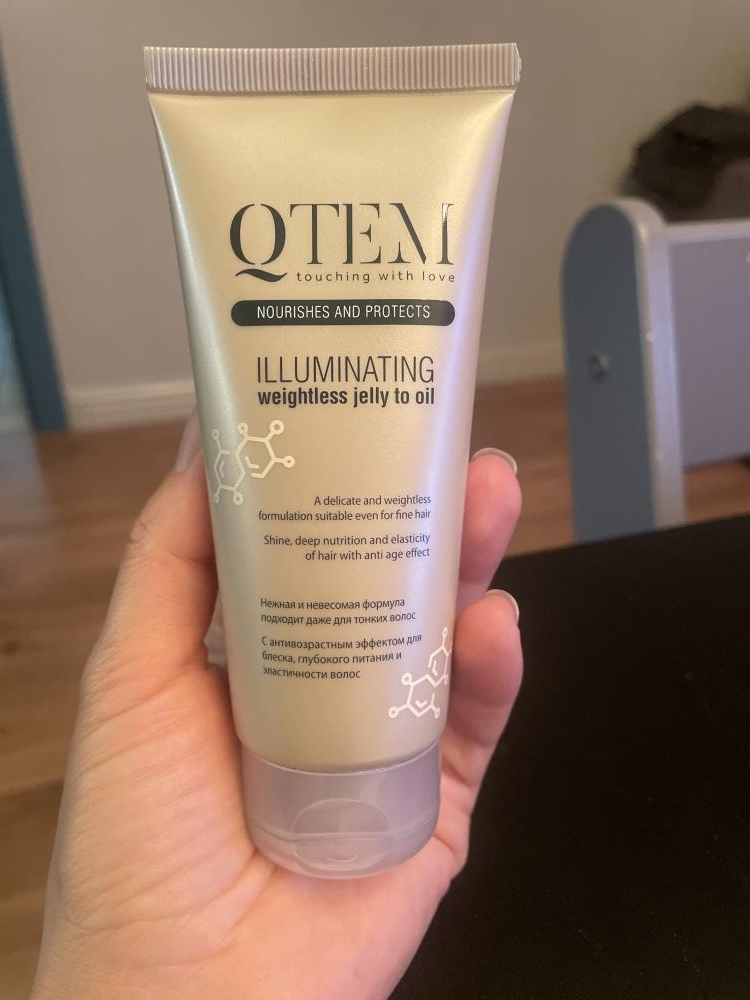 QTEM
touching with love
NOURISHES AND PROTECTS
ILLUMINATING
weightless jelly to oil
A delicate and weightless
formulation suitable even for fine hair
Shine, deep nutrition and elasticity
of hair with anti age effect
Нежная и невесомая формула
подходит даже для тонких волос
С антивозрастным эффектом для
блеска, глубокого питания и
эластичности волос